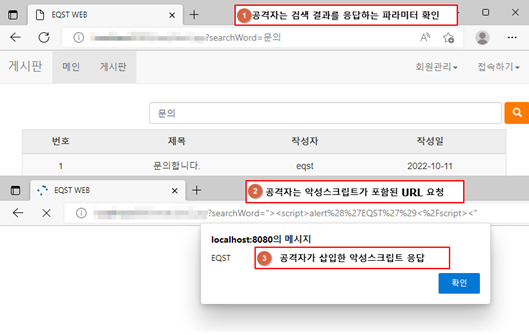 EQST WEB
1 공격자는 검색 결과를 응답하는 파라미터 확인
?searchWord=문의
게시판 메인 게시판 회원관리 접속하기
문의
번호 제목 작성자 작성일
1 문의합니다. eqst 2022-10-11
EQST WEB
2 공격자는 악성스크립트가 포함된 URL 요청
?searchWord="><script>alert%28%27EQST%27%29<%2Fscript><"
localhost:8080의 메시지
EQST
3 공격자가 삽입한 악성스크립트 응답
확인